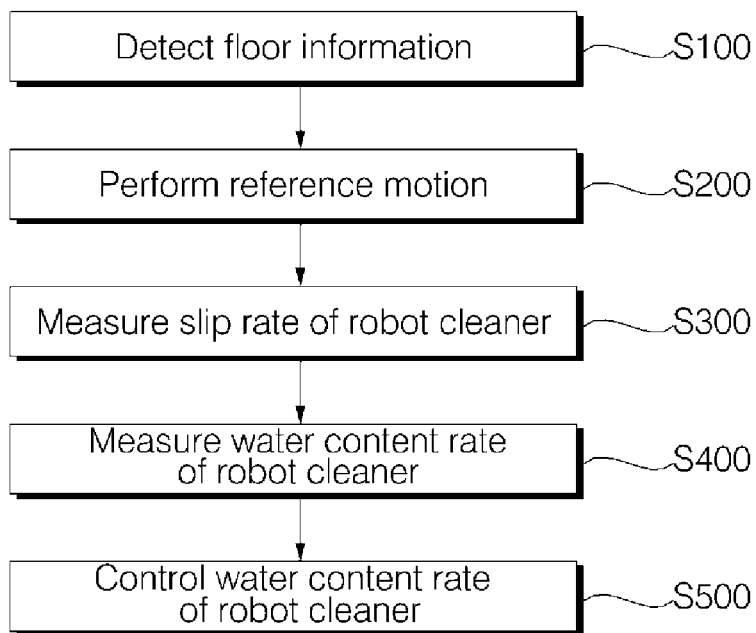 Detect floor information
S100
Perform reference motion
S200
Measure slip rate of robot cleaner
S300
Measure water content rate
of robot cleaner
S400
Control water content rate
of robot cleaner
S500